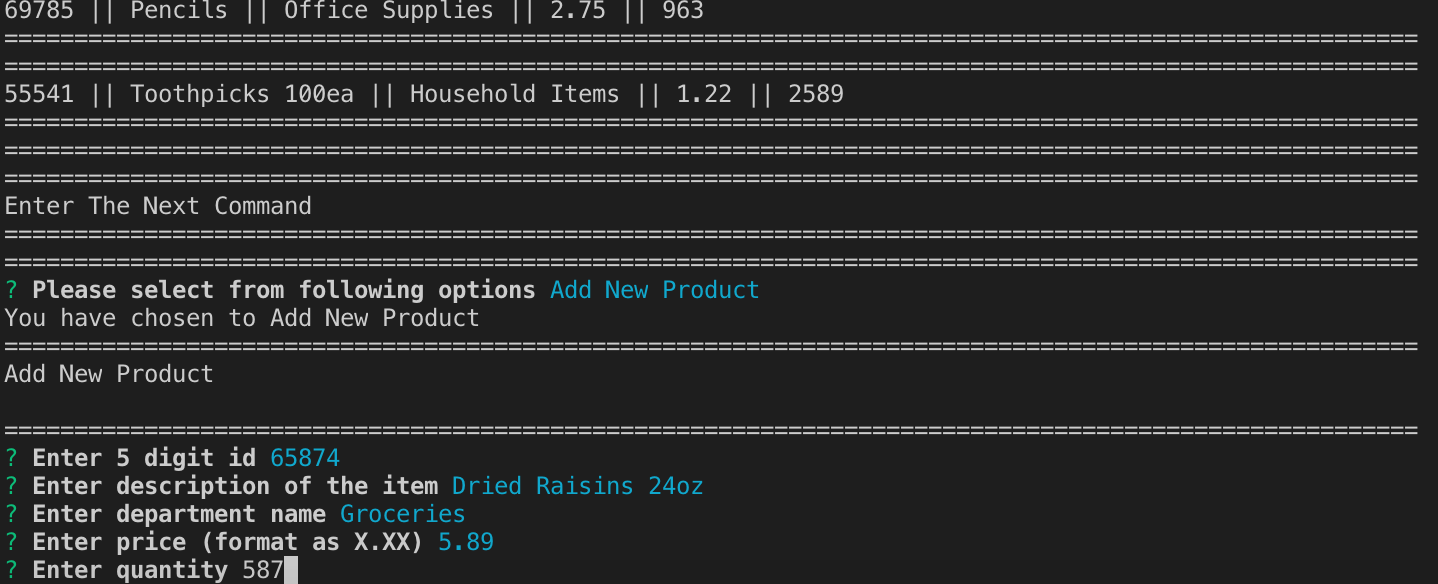 69785 || Pencils || Office Supplies || 2.75 || 963
=====================================================================================================
=====================================================================================================
55541 || Toothpicks 100ea || Household Items || 1.22 || 2589
=====================================================================================================
=====================================================================================================
=====================================================================================================
Enter The Next Command
=====================================================================================================
=====================================================================================================
? Please select from following options Add New Product
You have chosen to Add New Product
=====================================================================================================
Add New Product
=====================================================================================================
? Enter 5 digit id 65874
? Enter description of the item Dried Raisins 24oz
? Enter department name Groceries
? Enter price (format as X.XX) 5.89
? Enter quantity 587